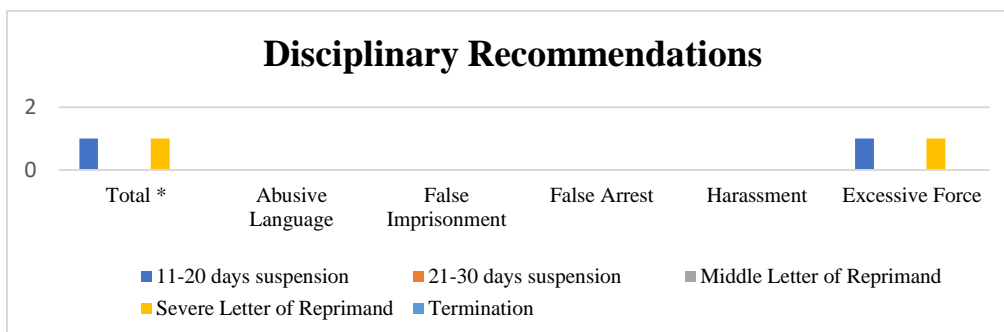 Disciplinary Recommendations
2
0
Total *
Abusive
Language
False
Imprisonment
False Arrest
Harassment
Excessive Force
11-20 days suspension
21-30 days suspension
Middle Letter of Reprimand
Severe Letter of Reprimand
Termination